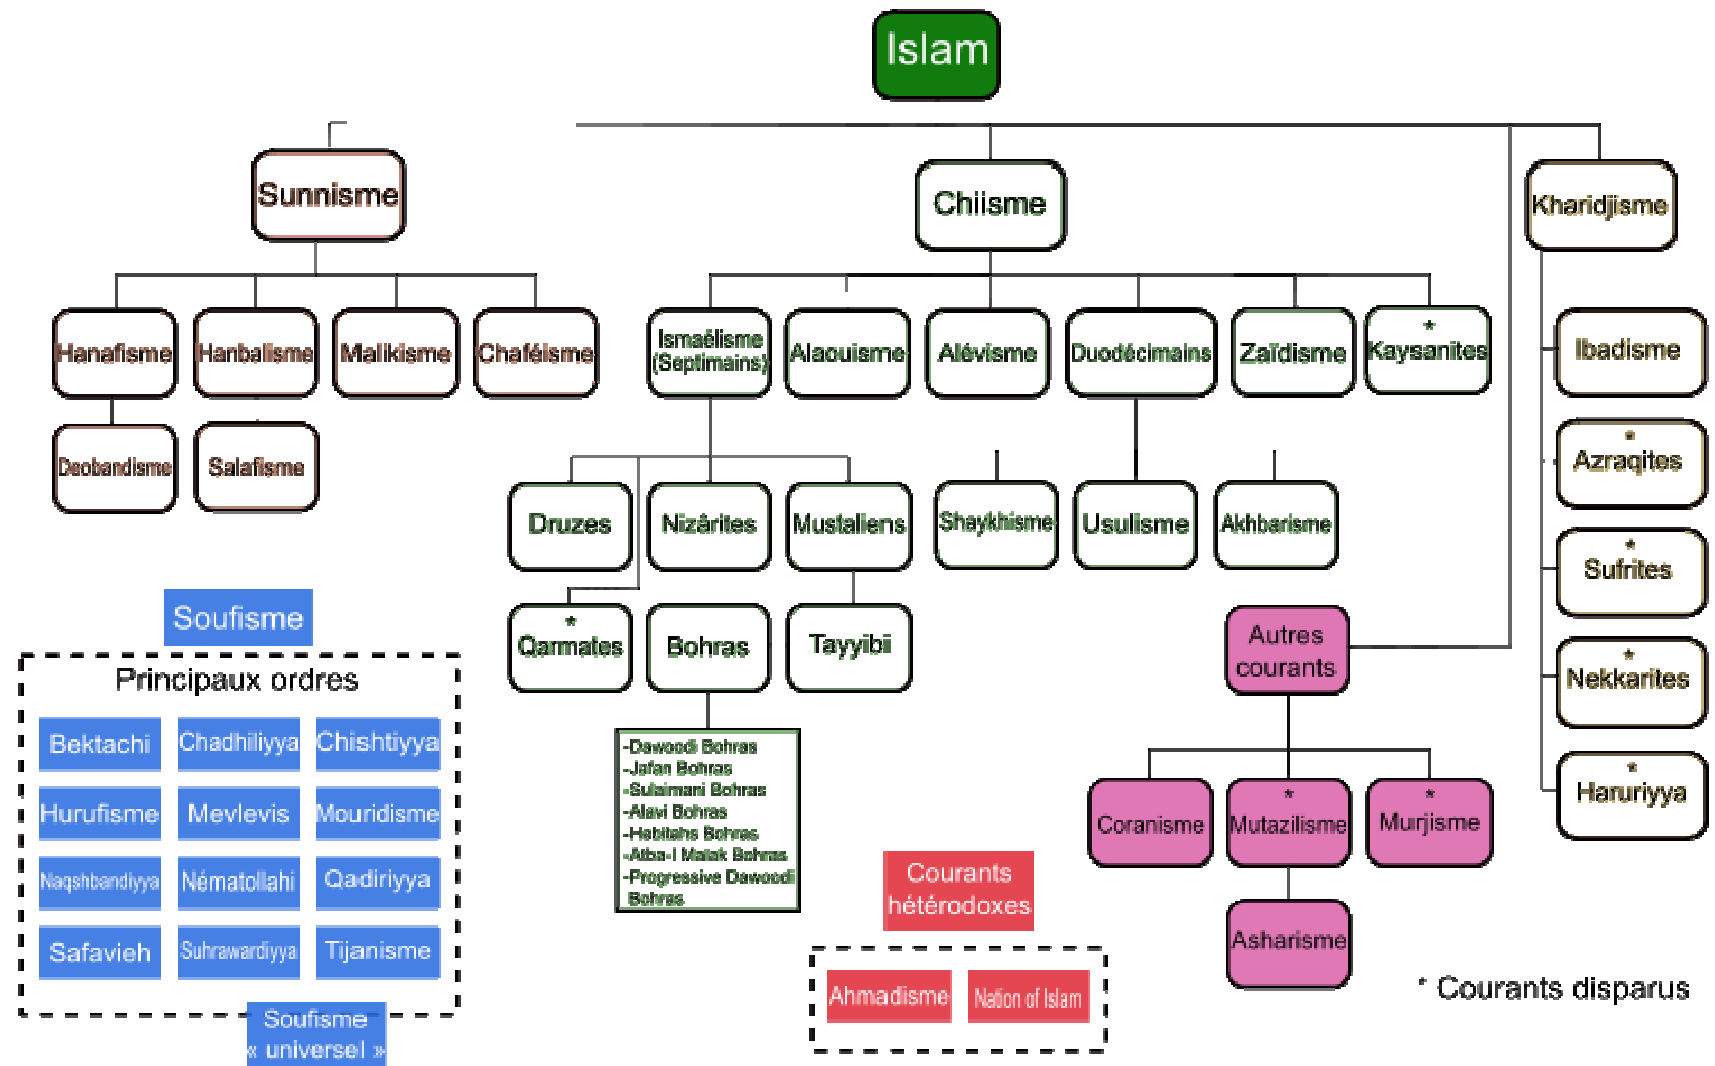 Islam
Sunnisme
Chiisme
Kharidjisme
Hanafisme
Hanbalisme
Malikisme
Chaféisme
Ismaélisme
(Septimains)
Alaouisme
Alévisme
Duodécimains
Zaïdisme
*
Kaysanites
Ibadisme
Deobandisme
Salafisme
*
Azraqites
Druzes
Nizârites
Mustaliens
Shaykhisme
Usulisme
Akhbarisme
*
Sufrites
*
Qarmates
Bohras
Tayyibii
Autres
courants
*
Nekkarites
Soufisme
Principaux ordres
Bektachi
Chadhiliyya
Chishtiyya
Hurufisme
Mevlevis
Mouridisme
Naqshbandiyya
Nématollahi
Qadiriyya
Safavieh
Suhrawardiyya
Tijanisme
Soufisme
« universel »
-Dawoodi Bohras
-Jafari Bohras
-Sulaimani Bohras
-Alavi Bohras
-Hebitahs Bohras
-Atba-I Malak Bohras
-Progressive Dawoodi
Bohras
Coranisme
*
Mutazilisme
*
Murjisme
*
Haruriyya
Asharisme
Courants
hétérodoxes
Ahmadisme
Nation of Islam
* Courants disparus